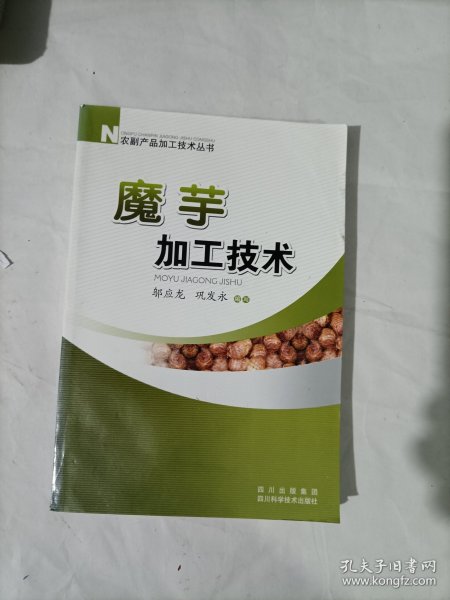 N
ONGFU CHANPIN JIAGONG JISHU CONGSHU
农副产品加工技术丛书
魔芋
加工技术
MOYU JIAGONG JISHU
邬应龙 巩发永 编著
四川出版集团
四川科学技术出版社
孔夫子旧书网
www.kongfz.com